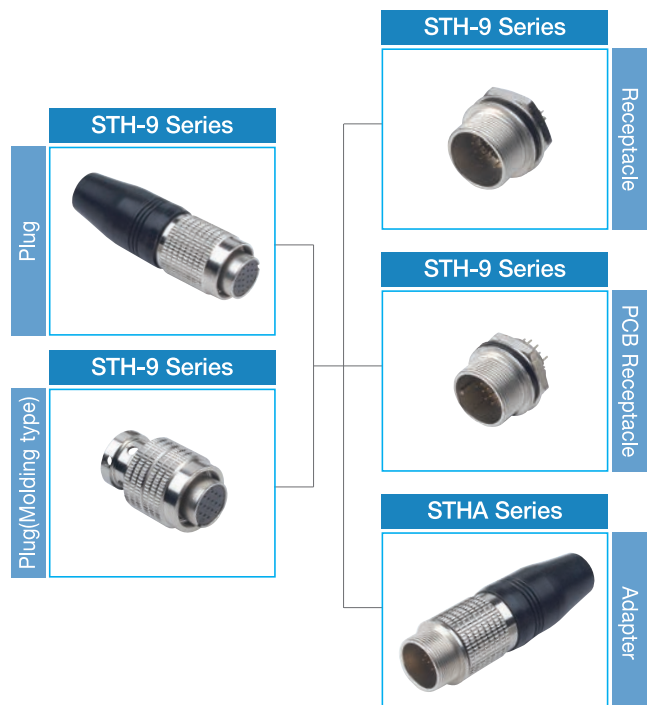 STH-9 Series
Plug
STH-9 Series
Plug(Molding type)
STH-9 Series
Receptacle
STH-9 Series
PCB Receptacle
STHA Series
Adapter